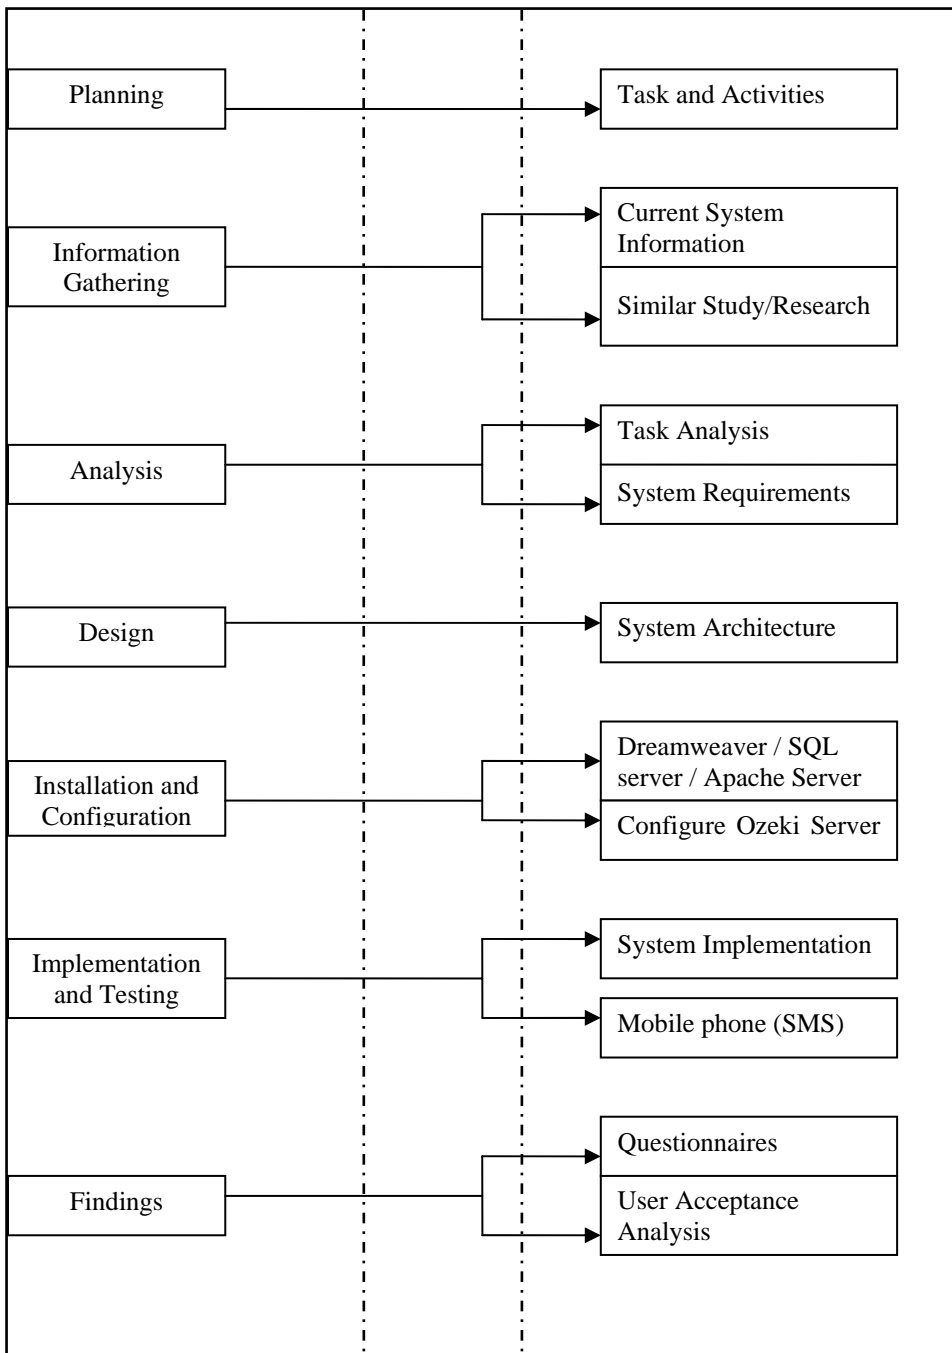 Planning
Task and Activities
Information
Gathering
Current System
Information
Similar Study/Research
Analysis
Task Analysis
System Requirements
Design
System Architecture
Installation and
Configuration
Dreamweaver / SQL
server / Apache Server
Configure Ozeki Server
Implementation
and Testing
System Implementation
Mobile phone (SMS)
Findings
Questionnaires
User Acceptance
Analysis